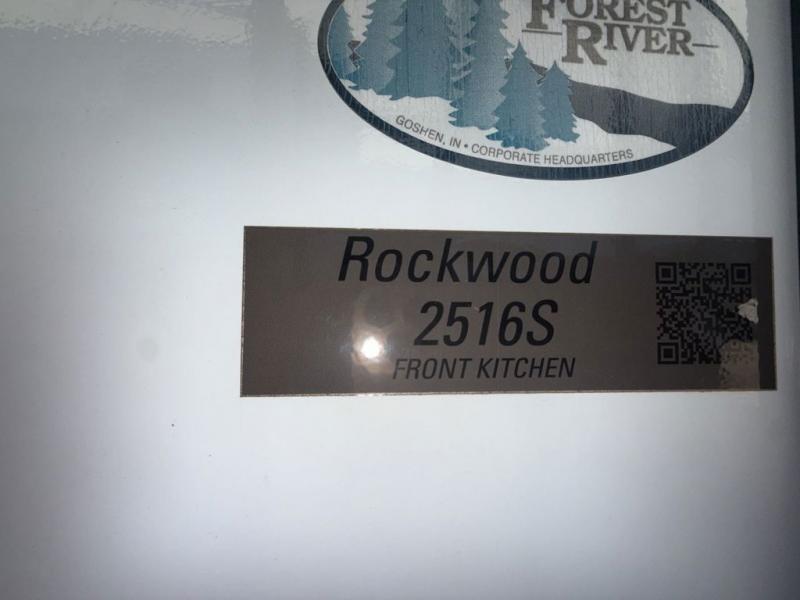 FOREST
RIVER
GOSHEN, IN • CORPORATE HEADQUARTERS
Rockwood
2516S
FRONT KITCHEN